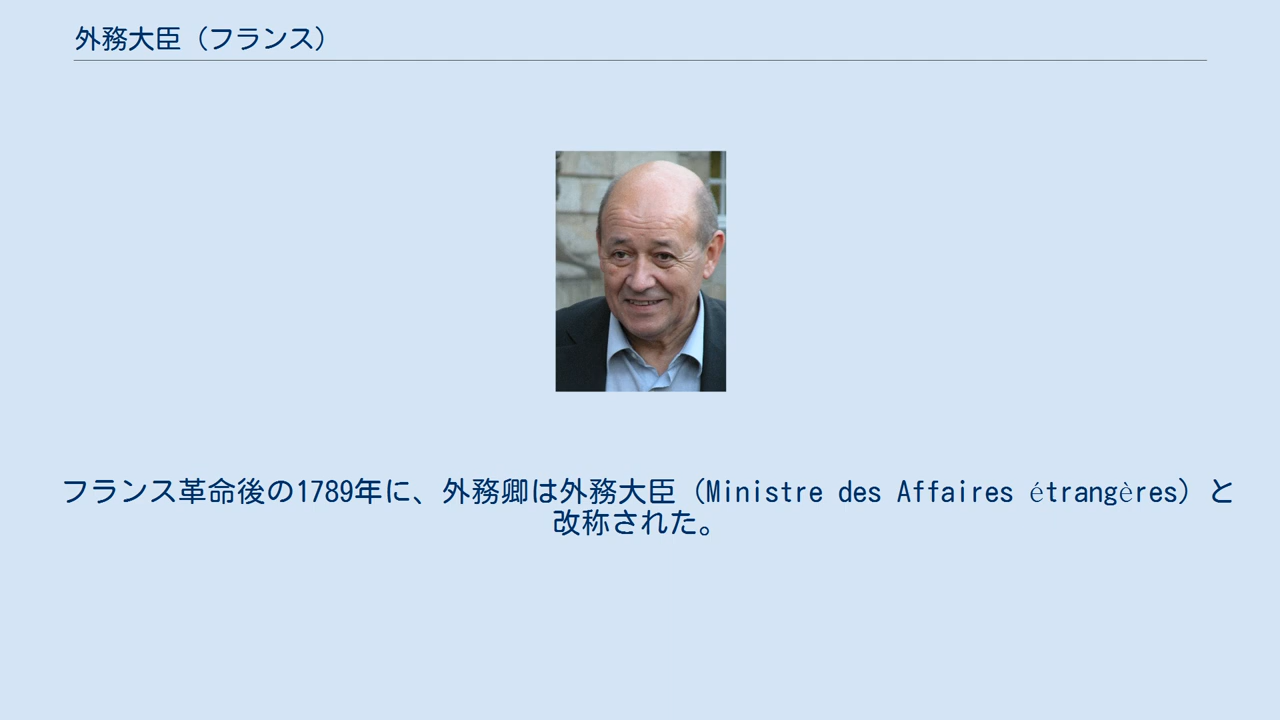 外務大臣（フランス）
フランス革命後の1789年に、外務卿は外務大臣（Ministre des Affaires étrangères）と
改称された。